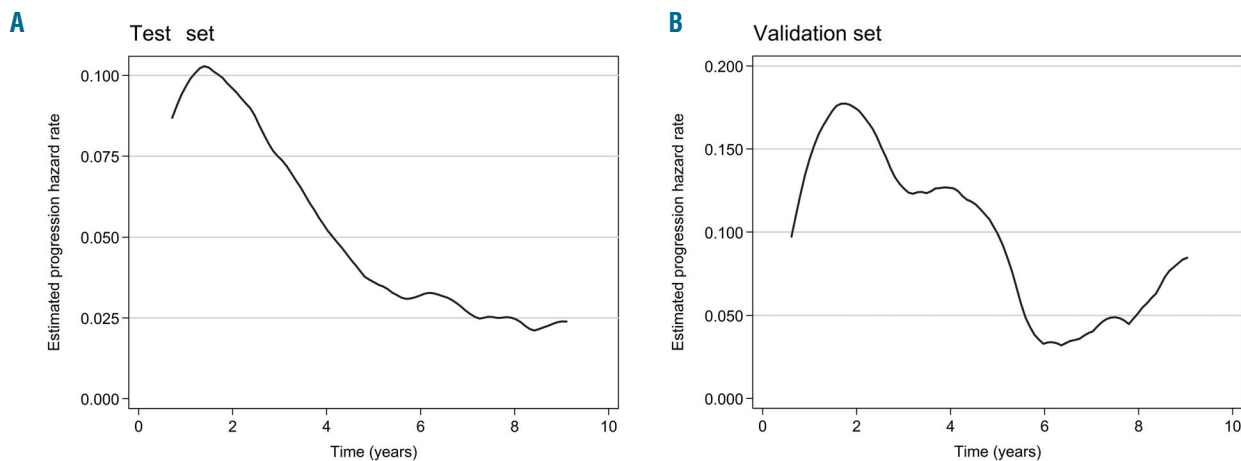 A
Test set
Estimated progression hazard rate
0.100
0.075
0.050
0.025
0.000
0 2 4 6 8 10
Time (years)
B
Validation set
Estimated progression hazard rate
0.200
0.150
0.100
0.050
0.000
0 2 4 6 8 10
Time (years)